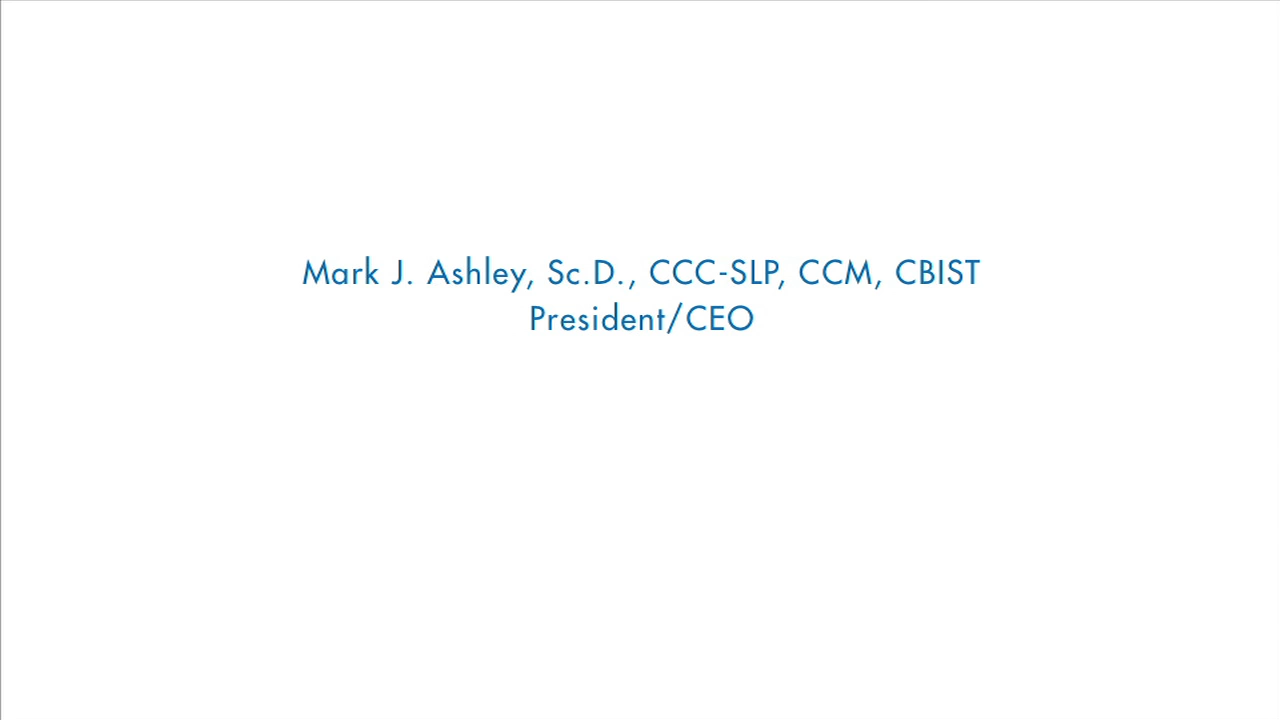 Mark J. Ashley, Sc.D., CCC-SLP, CCM, CBIST
President/CEO